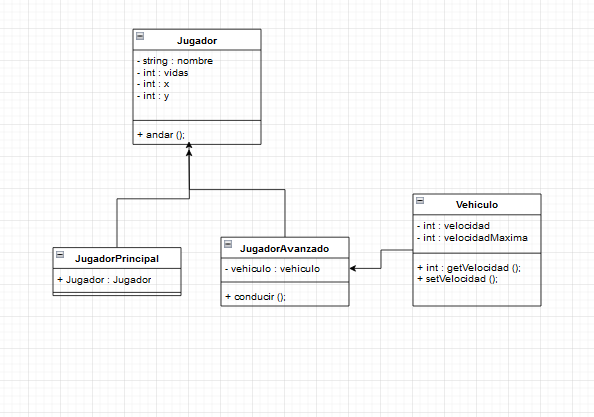 Jugador
- string : nombre
- int : vidas
- int : x
- int : y
+ andar ();
JugadorPrincipal
+ Jugador : Jugador
JugadorAvanzado
- vehiculo : vehiculo
+ conducir ();
Vehiculo
- int : velocidad
- int : velocidadMaxima
+ int : getVelocidad ();
+ setVelocidad ();